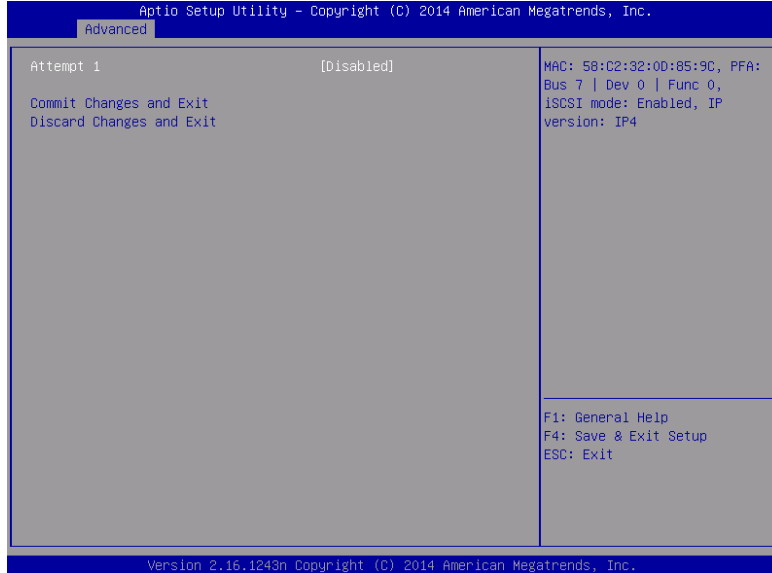 Aptio Setup Utility – Copyright (C) 2014 American Megatrends, Inc.
Advanced
Attempt 1 [Disabled]
Commit Changes and Exit
Discard Changes and Exit
MAC: 58:C2:32:0D:85:9C, PFA:
Bus 7 | Dev 0 | Func 0,
iSCSI mode: Enabled, IP
version: IP4
F1: General Help
F4: Save & Exit Setup
ESC: Exit
Version 2.16.1243n Copyright (C) 2014 American Megatrends, Inc.